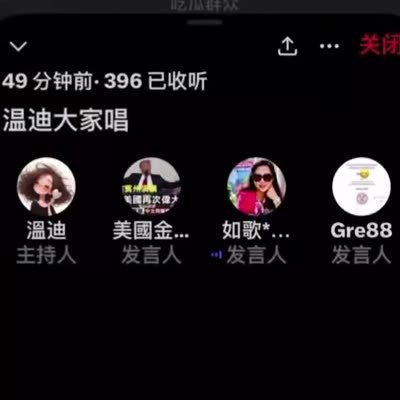 吃瓜群众
关闭
49 分钟前· 396 已收听
温迪大家唱
溫迪
美國金...
如歌*...
Gre88
主持人
发言人
发言人
发言人